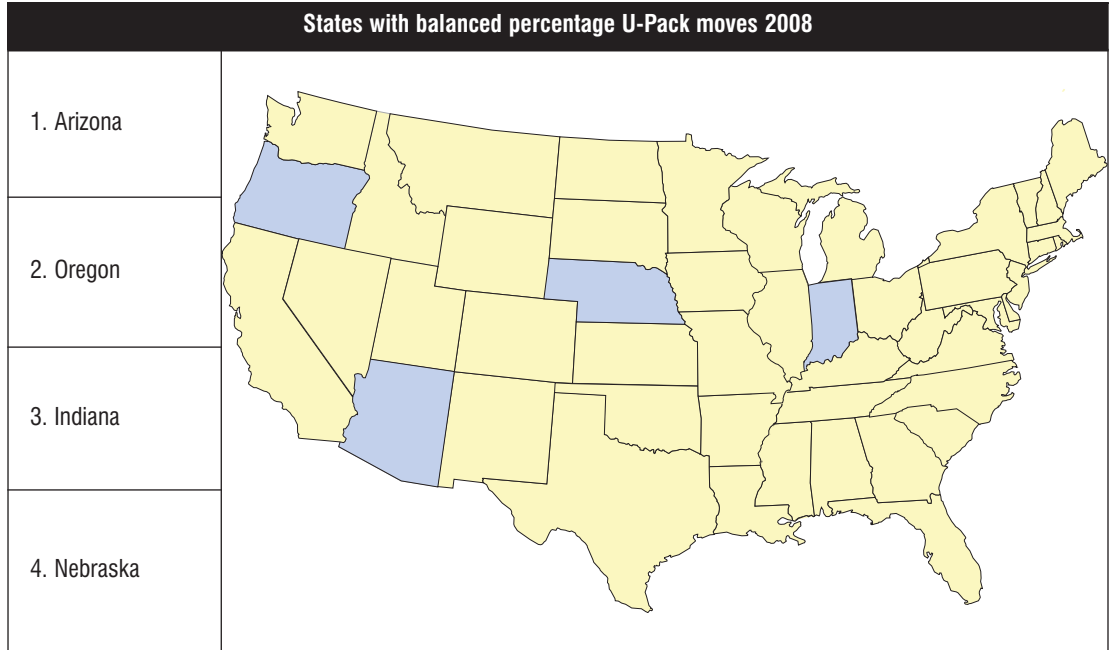 States with balanced percentage U-Pack moves 2008
1. Arizona
2. Oregon
3. Indiana
4. Nebraska